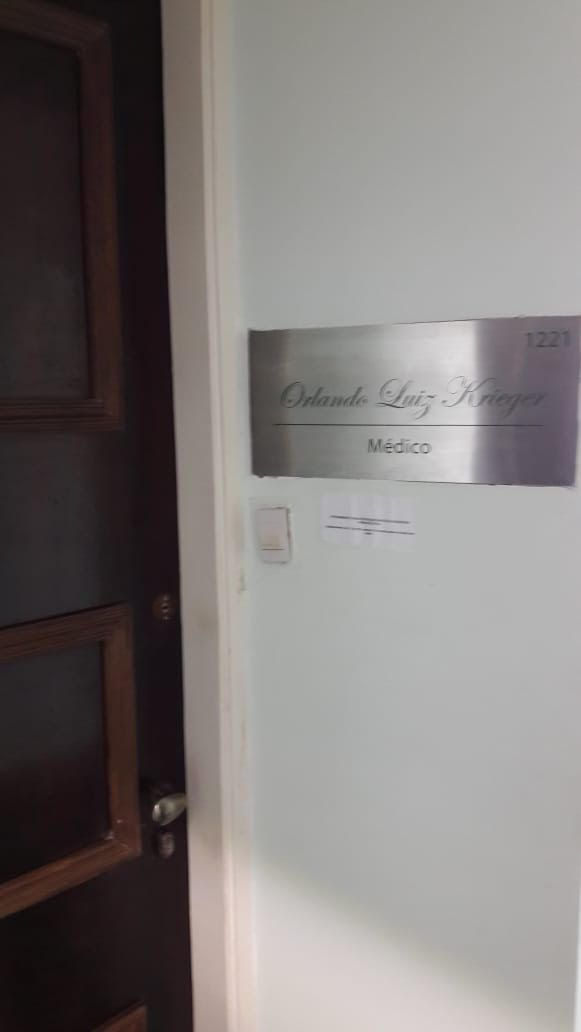 1221
Orlando Luiz Krieger
Médico